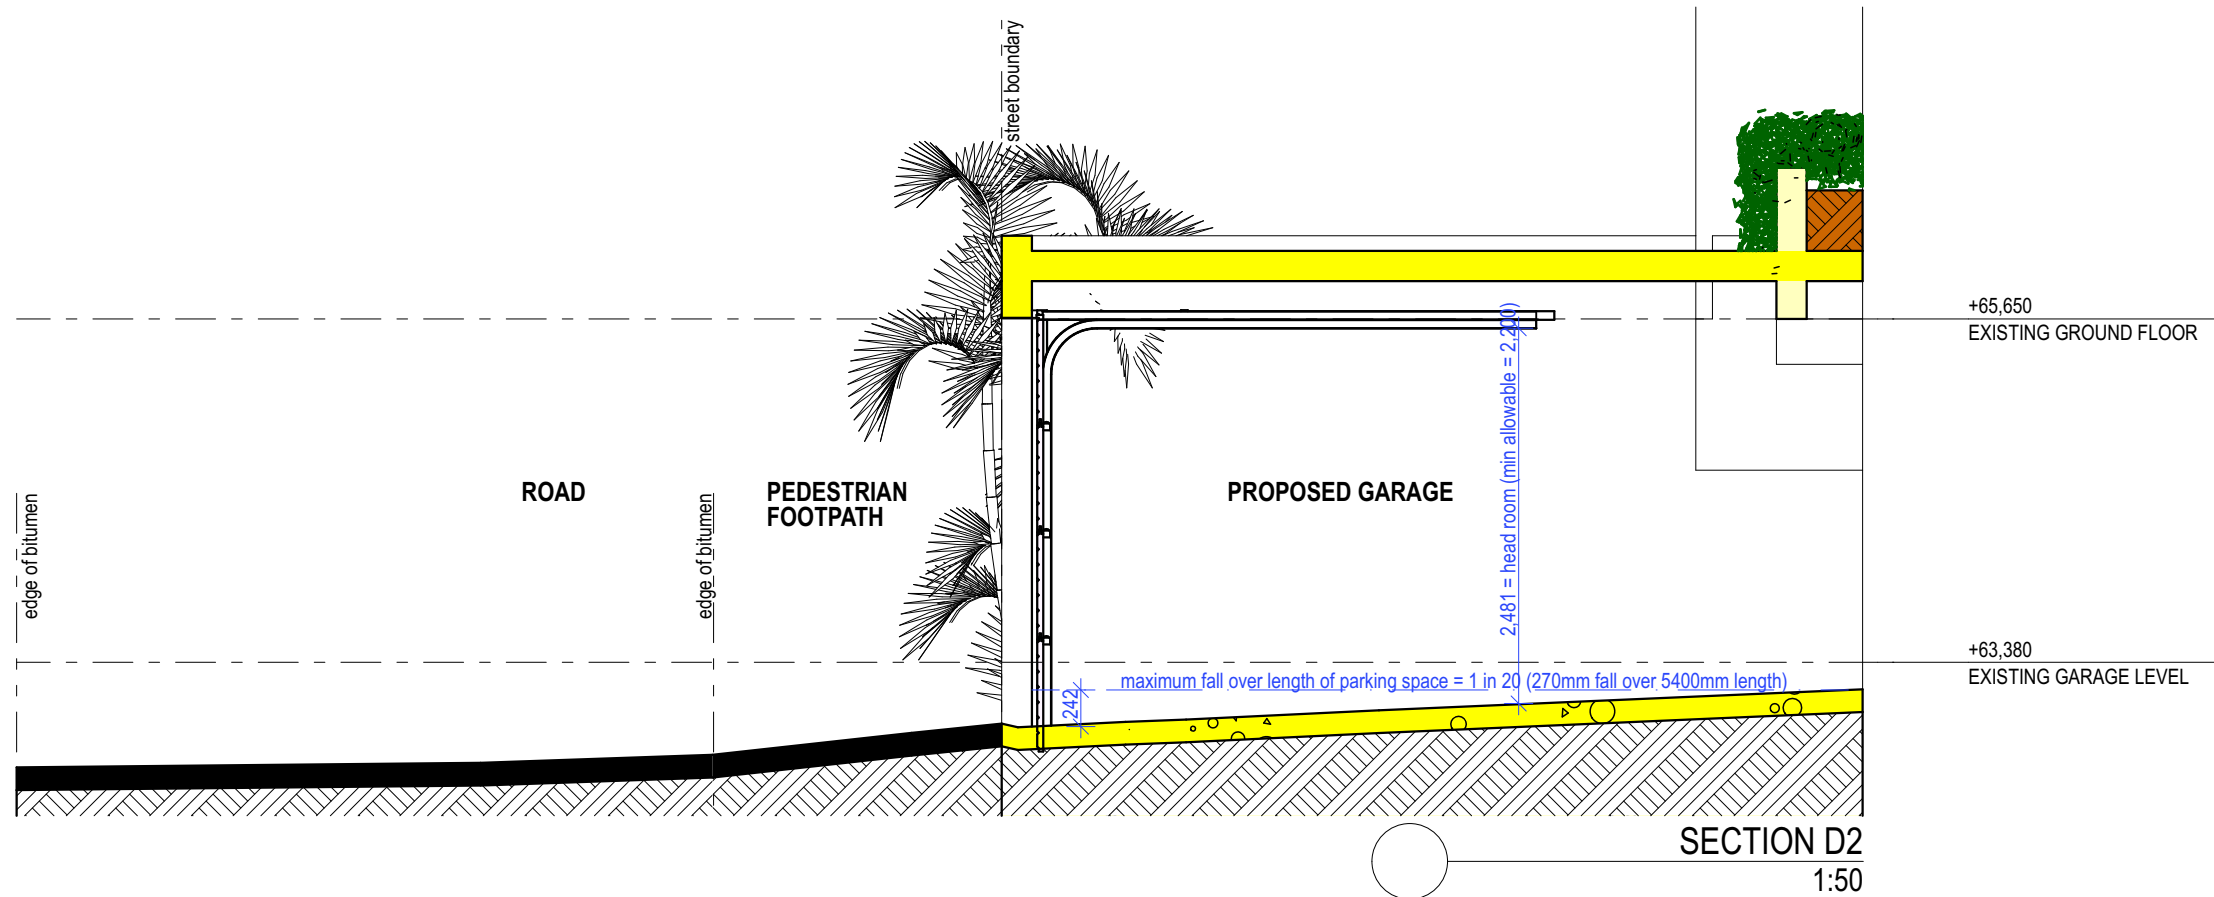 street boundary
+65,650
EXISTING GROUND FLOOR
2,481 = head room (min allowable = 2,200)
ROAD
PEDESTRIAN
FOOTPATH
PROPOSED GARAGE
edge of bitumen
edge of bitumen
+63,380
EXISTING GARAGE LEVEL
maximum fall over length of parking space = 1 in 20 (270mm fall over 5400mm length)
242
SECTION D2
1:50